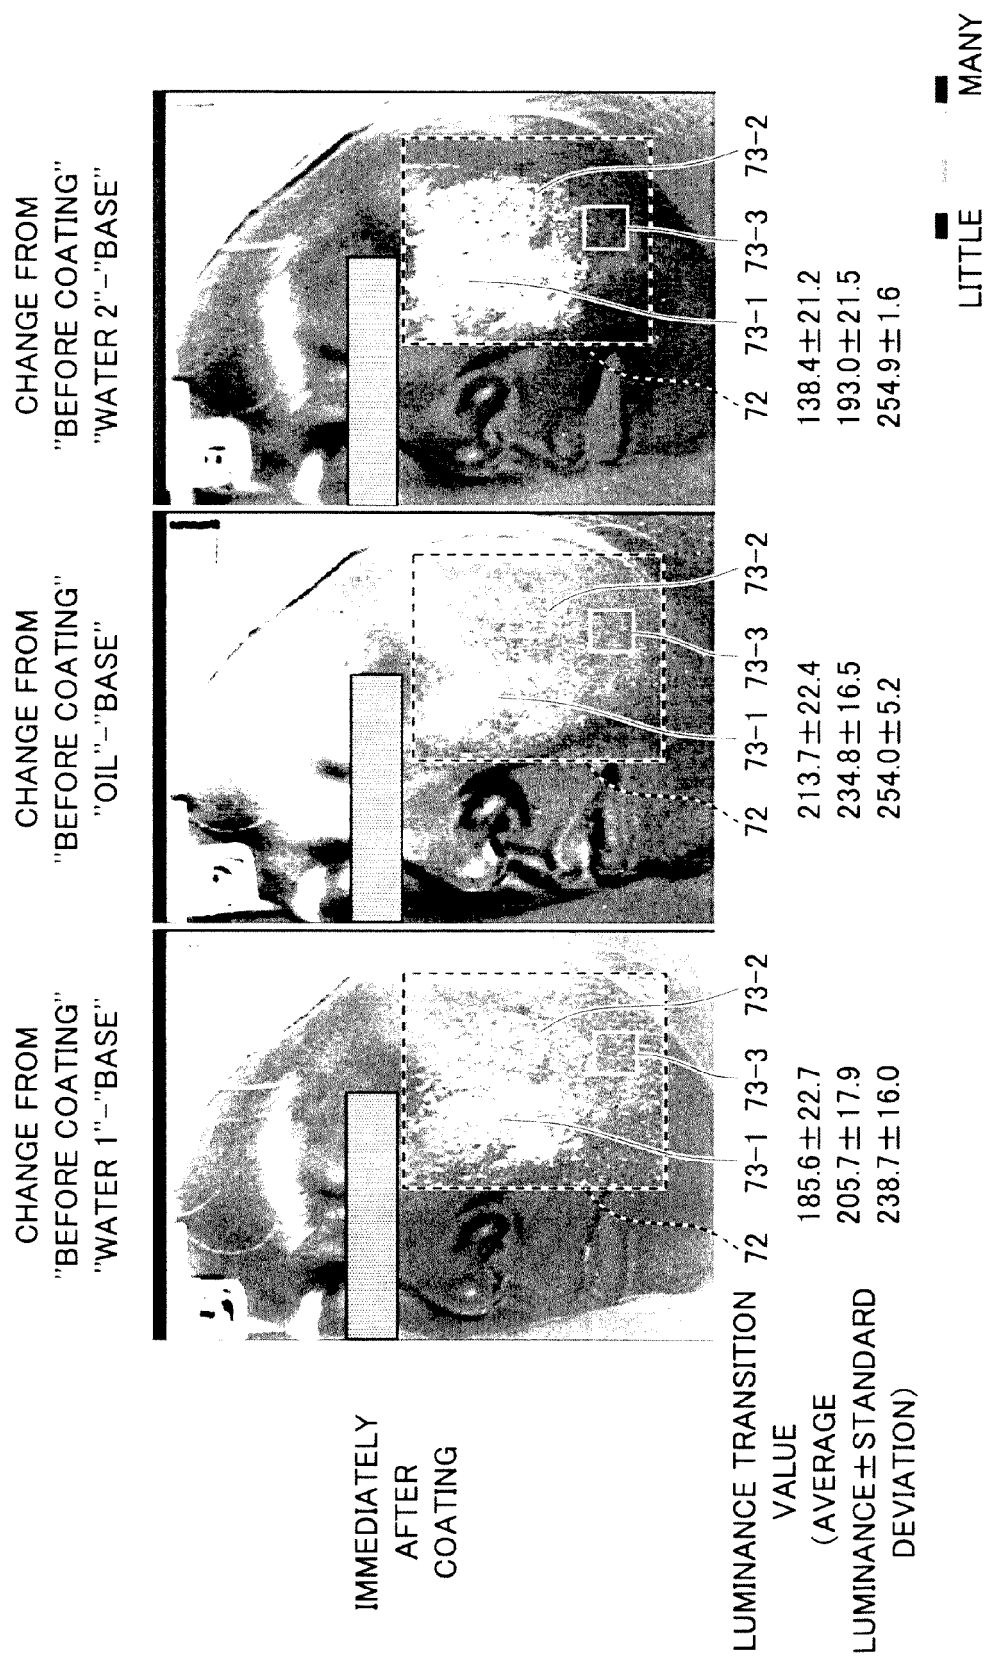 CHANGE FROM
"BEFORE COATING"
"WATER 1"-"BASE"
CHANGE FROM
"BEFORE COATING"
"OIL"-"BASE"
CHANGE FROM
"BEFORE COATING"
"WATER 2"-"BASE"
IMMEDIATELY
AFTER
COATING
72 73-1 73-3 73-2
72 73-1 73-3 73-2
72 73-1 73-3 73-2
LUMINANCE TRANSITION
VALUE
(AVERAGE
LUMINANCE±STANDARD
DEVIATION)
185.6±22.7
205.7±17.9
238.7±16.0
213.7±22.4
234.8±16.5
254.0±5.2
138.4±21.2
193.0±21.5
254.9±1.6
LITTLE MANY